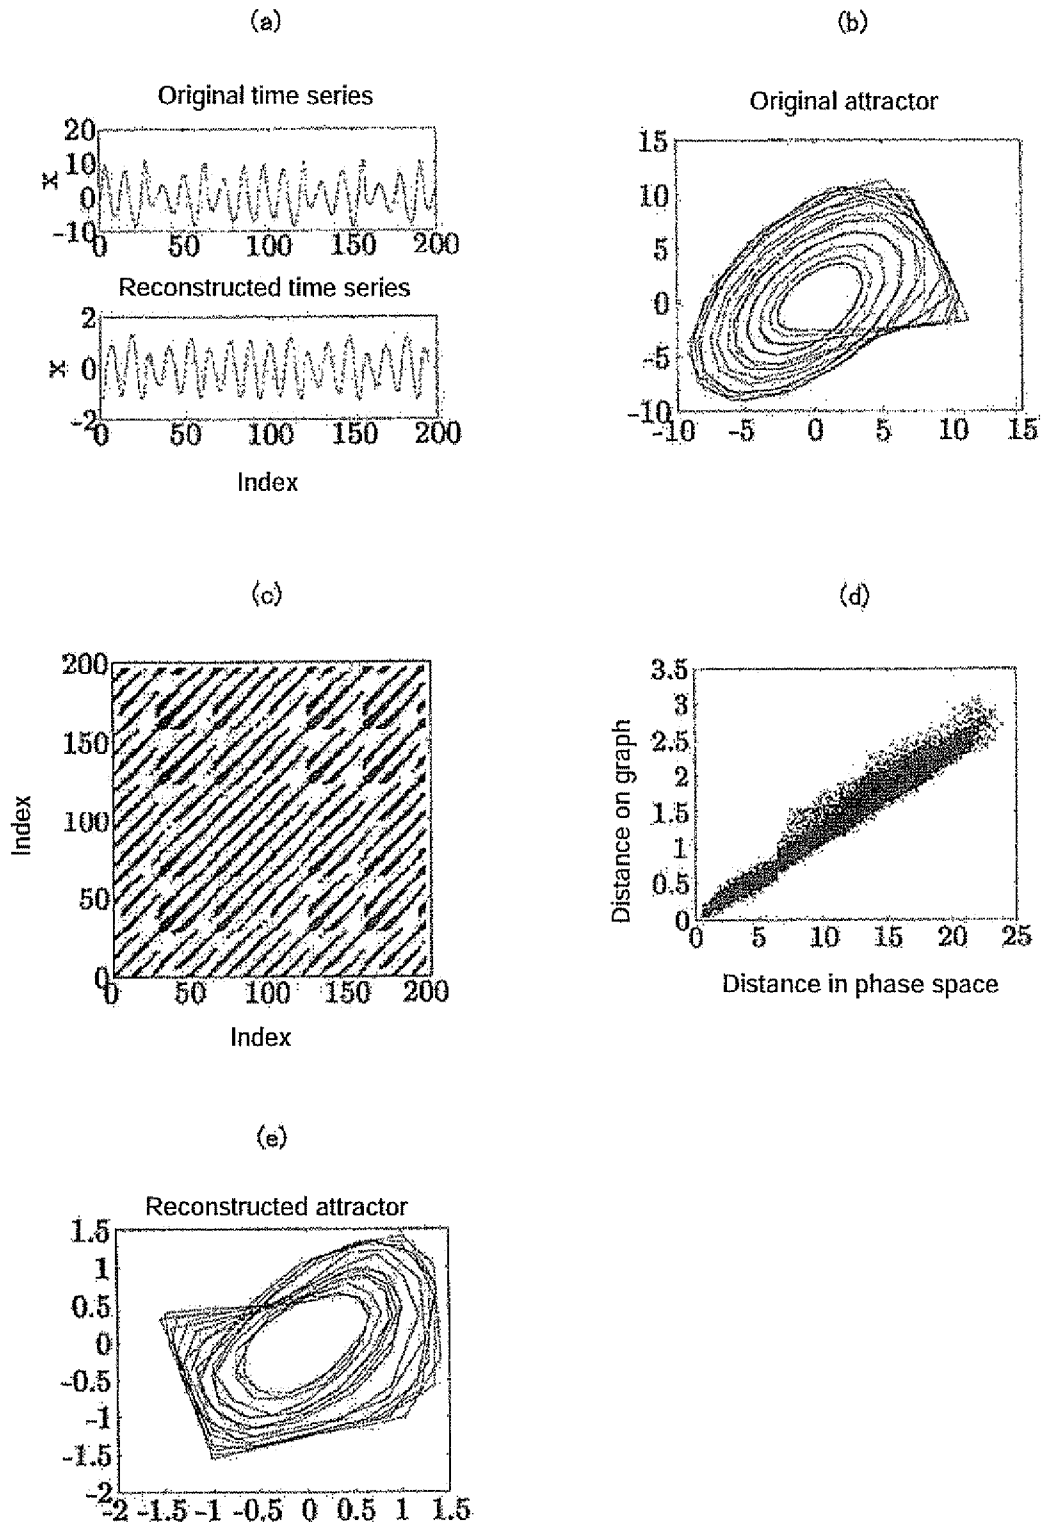 (a)
Original time series
20
10
0
-10
x
0 50 100 150 200
Reconstructed time series
2
0
-2
x
0 50 100 150 200
Index
(b)
Original attractor
15
10
5
0
-5
-10
-10 -5 0 5 10 15
(c)
200
150
100
50
0
Index
0 50 100 150 200
Index
(d)
3.5
3
2.5
2
1.5
1
0.5
0
Distance on graph
0 5 10 15 20 25
Distance in phase space
(e)
Reconstructed attractor
1.5
1
0.5
0
-0.5
-1
-1.5
-2
-2 -1.5 -1 -0.5 0 0.5 1 1.5